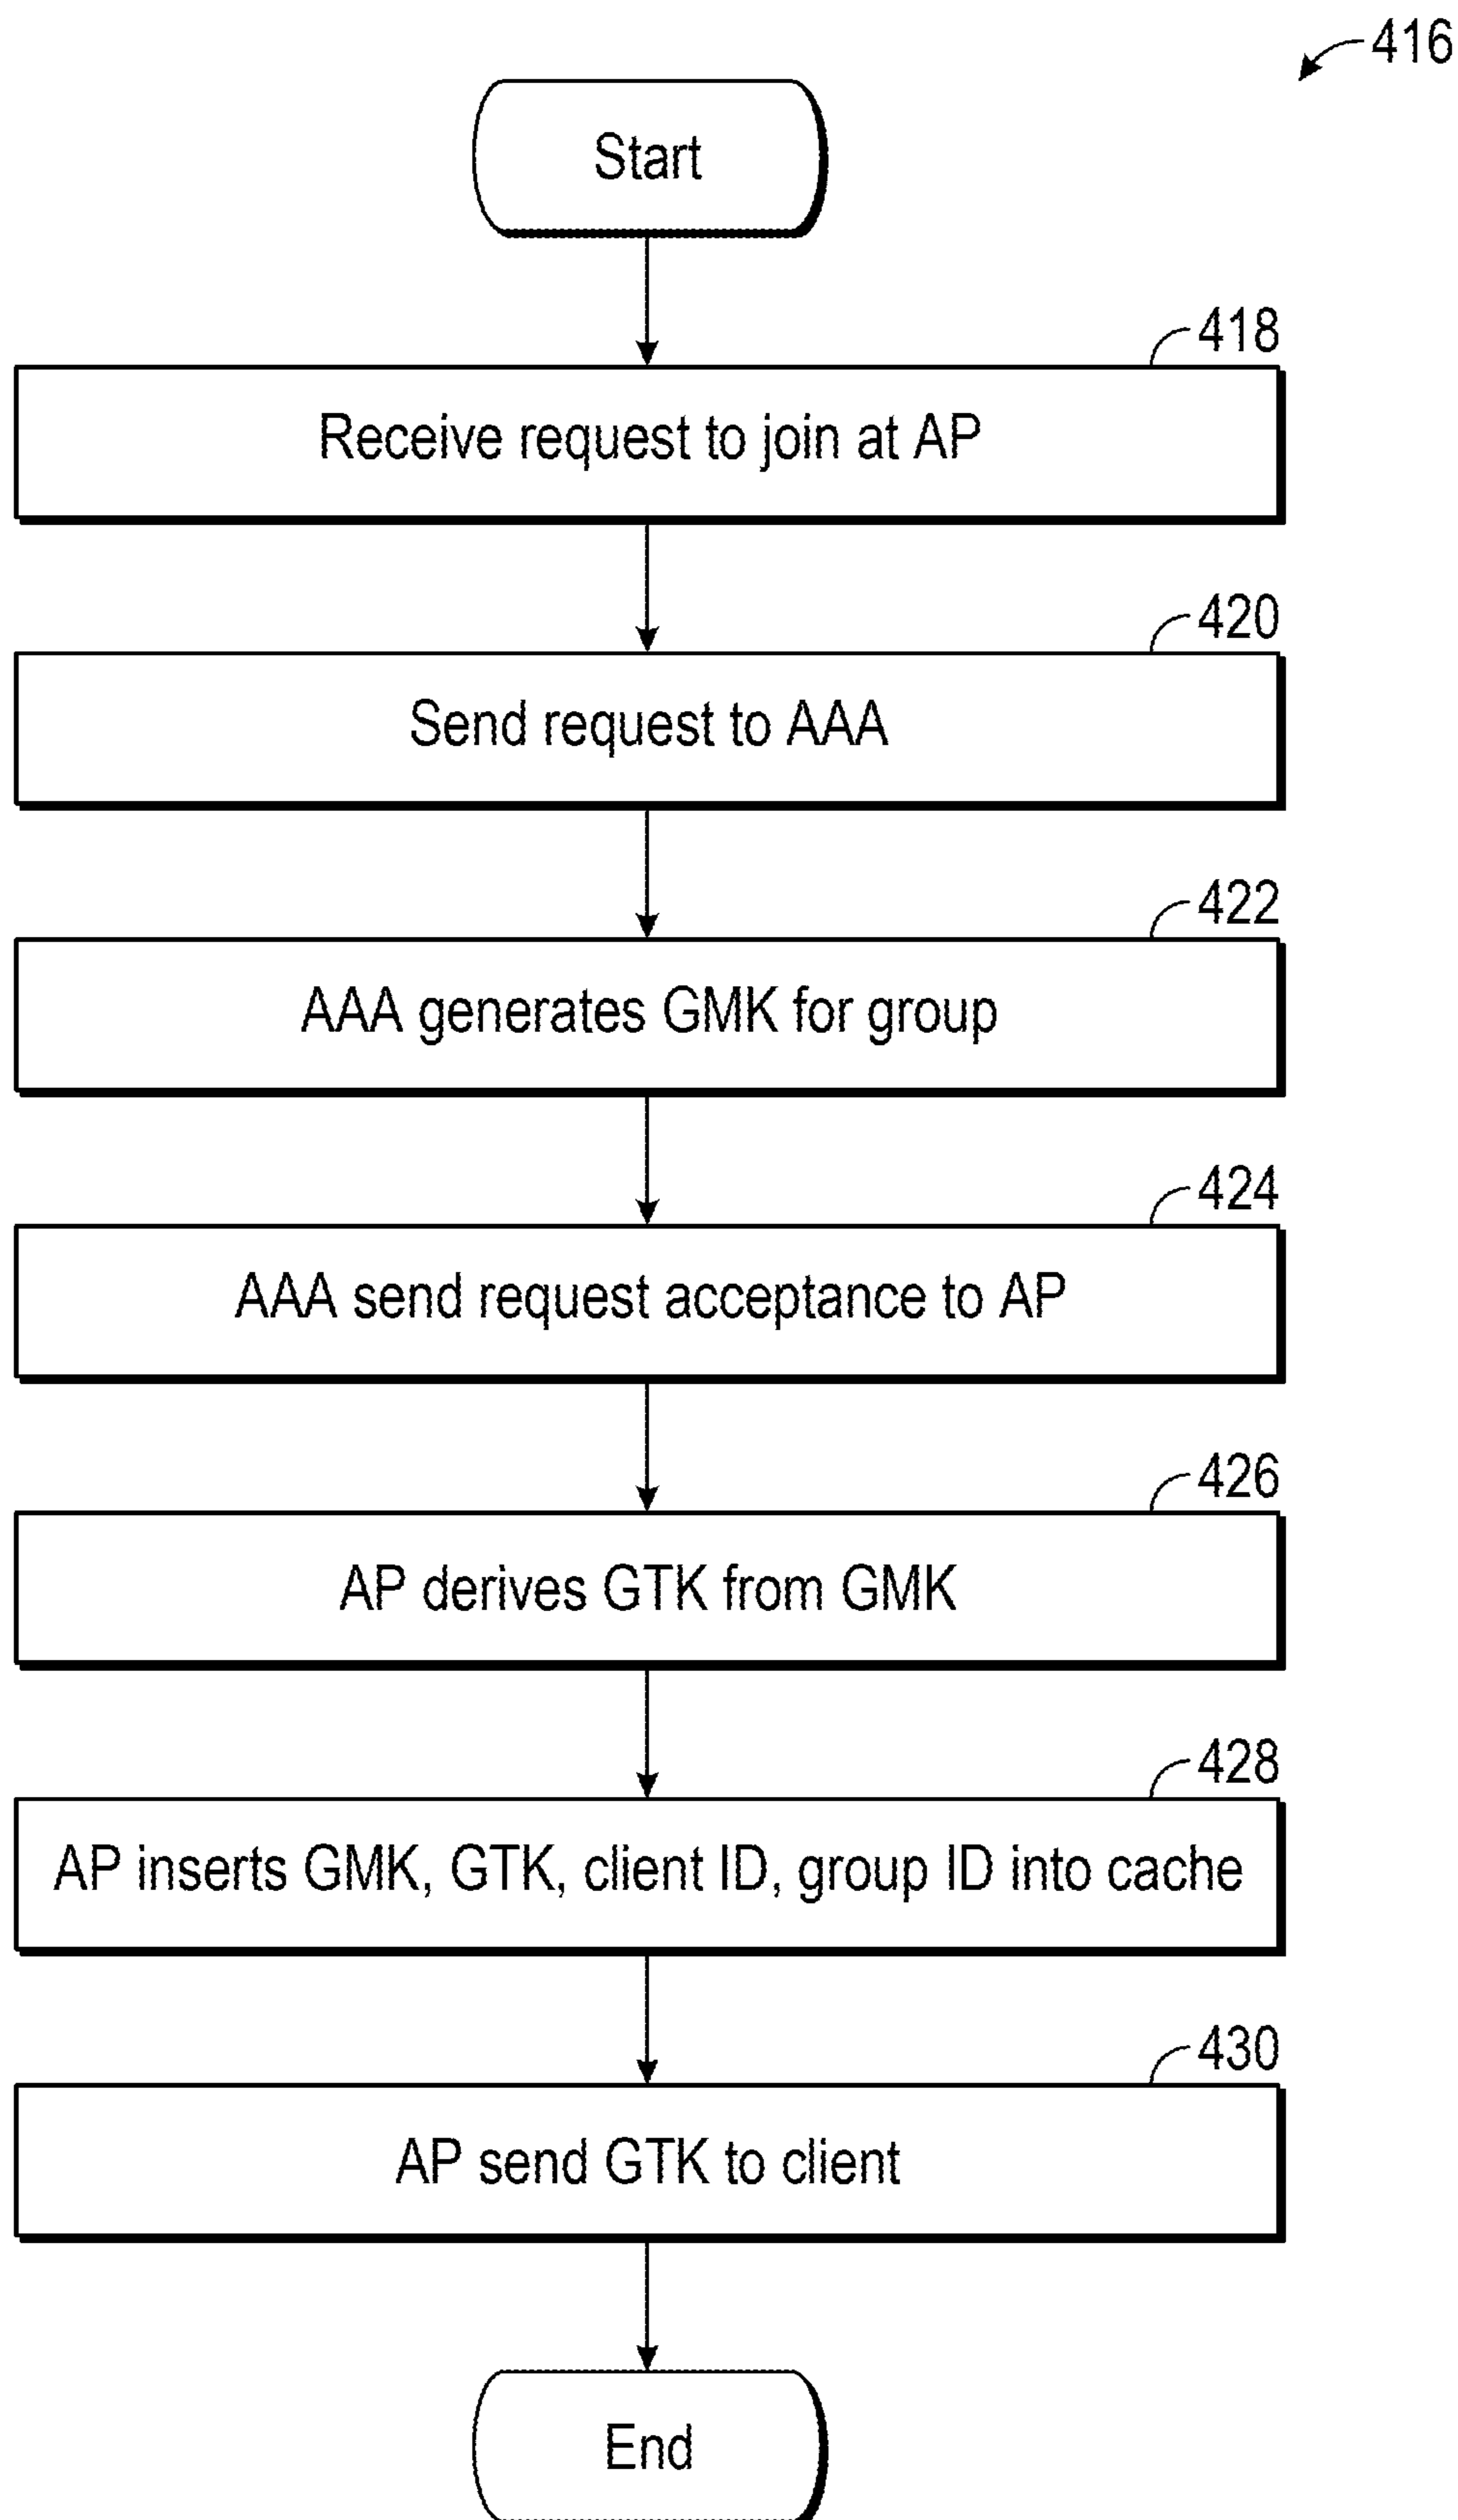 416
Start
418
Receive request to join at AP
420
Send request to AAA
422
AAA generates GMK for group
424
AAA send request acceptance to AP
426
AP derives GTK from GMK
428
AP inserts GMK, GTK, client ID, group ID into cache
430
AP send GTK to client
End